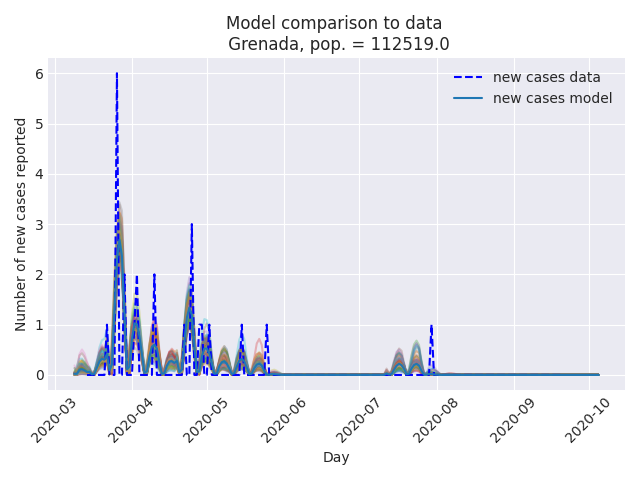 Model comparison to data
Grenada, pop. = 112519.0
new cases data
new cases model
Number of new cases reported
6
5
4
3
2
1
0
2020-03
2020-04
2020-05
2020-06
2020-07
2020-08
2020-09
2020-10
Day